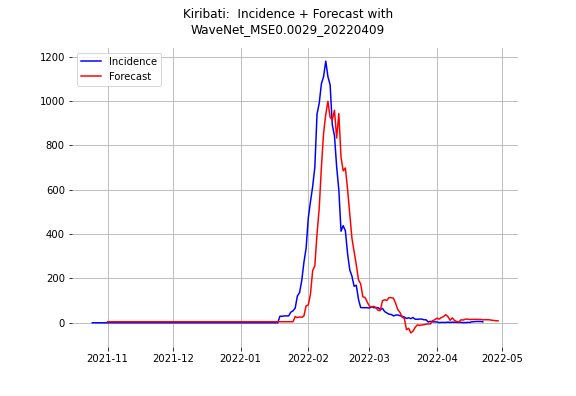 Kiribati:  Incidence + Forecast with
WaveNet_MSE0.0029_20220409
Incidence
Forecast
1200
1000
800
600
400
200
0
2021-11 2021-12 2022-01 2022-02 2022-03 2022-04 2022-05